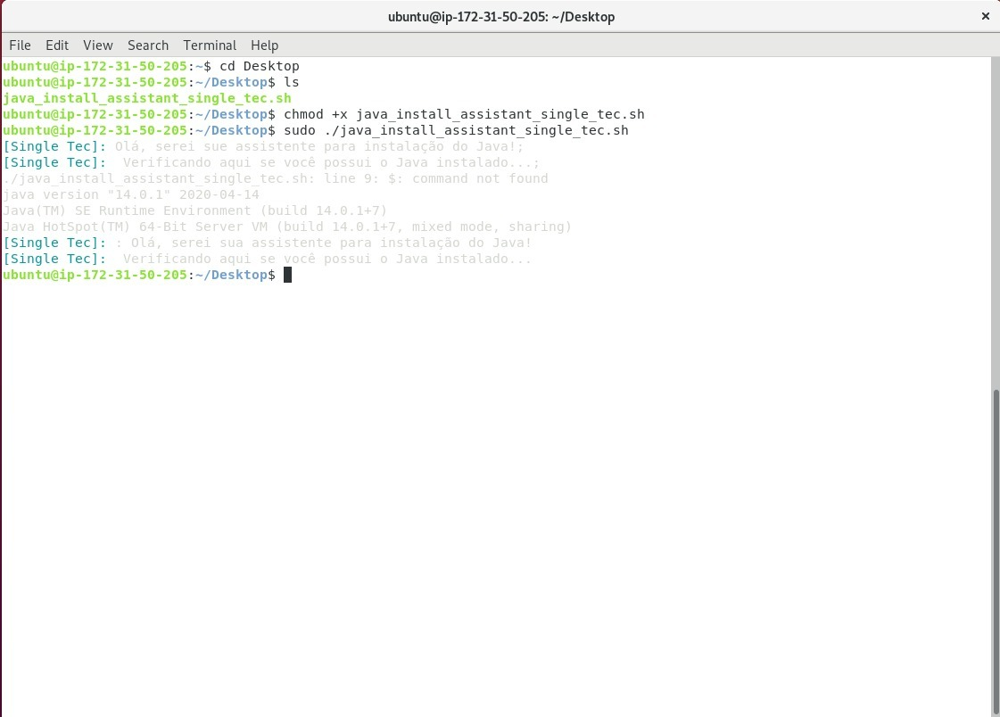 ubuntu@ip-172-31-50-205: ~/Desktop
×
File Edit View Search Terminal Help
ubuntu@ip-172-31-50-205:~$ cd Desktop
ubuntu@ip-172-31-50-205:~/Desktop$ ls
java_install_assistant_single_tec.sh
ubuntu@ip-172-31-50-205:~/Desktop$ chmod +x java_install_assistant_single_tec.sh
ubuntu@ip-172-31-50-205:~/Desktop$ sudo ./java_install_assistant_single_tec.sh
[Single Tec]: Olá, serei sue assistente para instalação do Java!;
[Single Tec]:  Verificando aqui se você possui o Java instalado...;
./java_install_assistant_single_tec.sh: line 9: $: command not found
java version "14.0.1" 2020-04-14
Java(TM) SE Runtime Environment (build 14.0.1+7)
Java HotSpot(TM) 64-Bit Server VM (build 14.0.1+7, mixed mode, sharing)
[Single Tec]: : Olá, serei sua assistente para instalação do Java!
[Single Tec]:  Verificando aqui se você possui o Java instalado...
ubuntu@ip-172-31-50-205:~/Desktop$